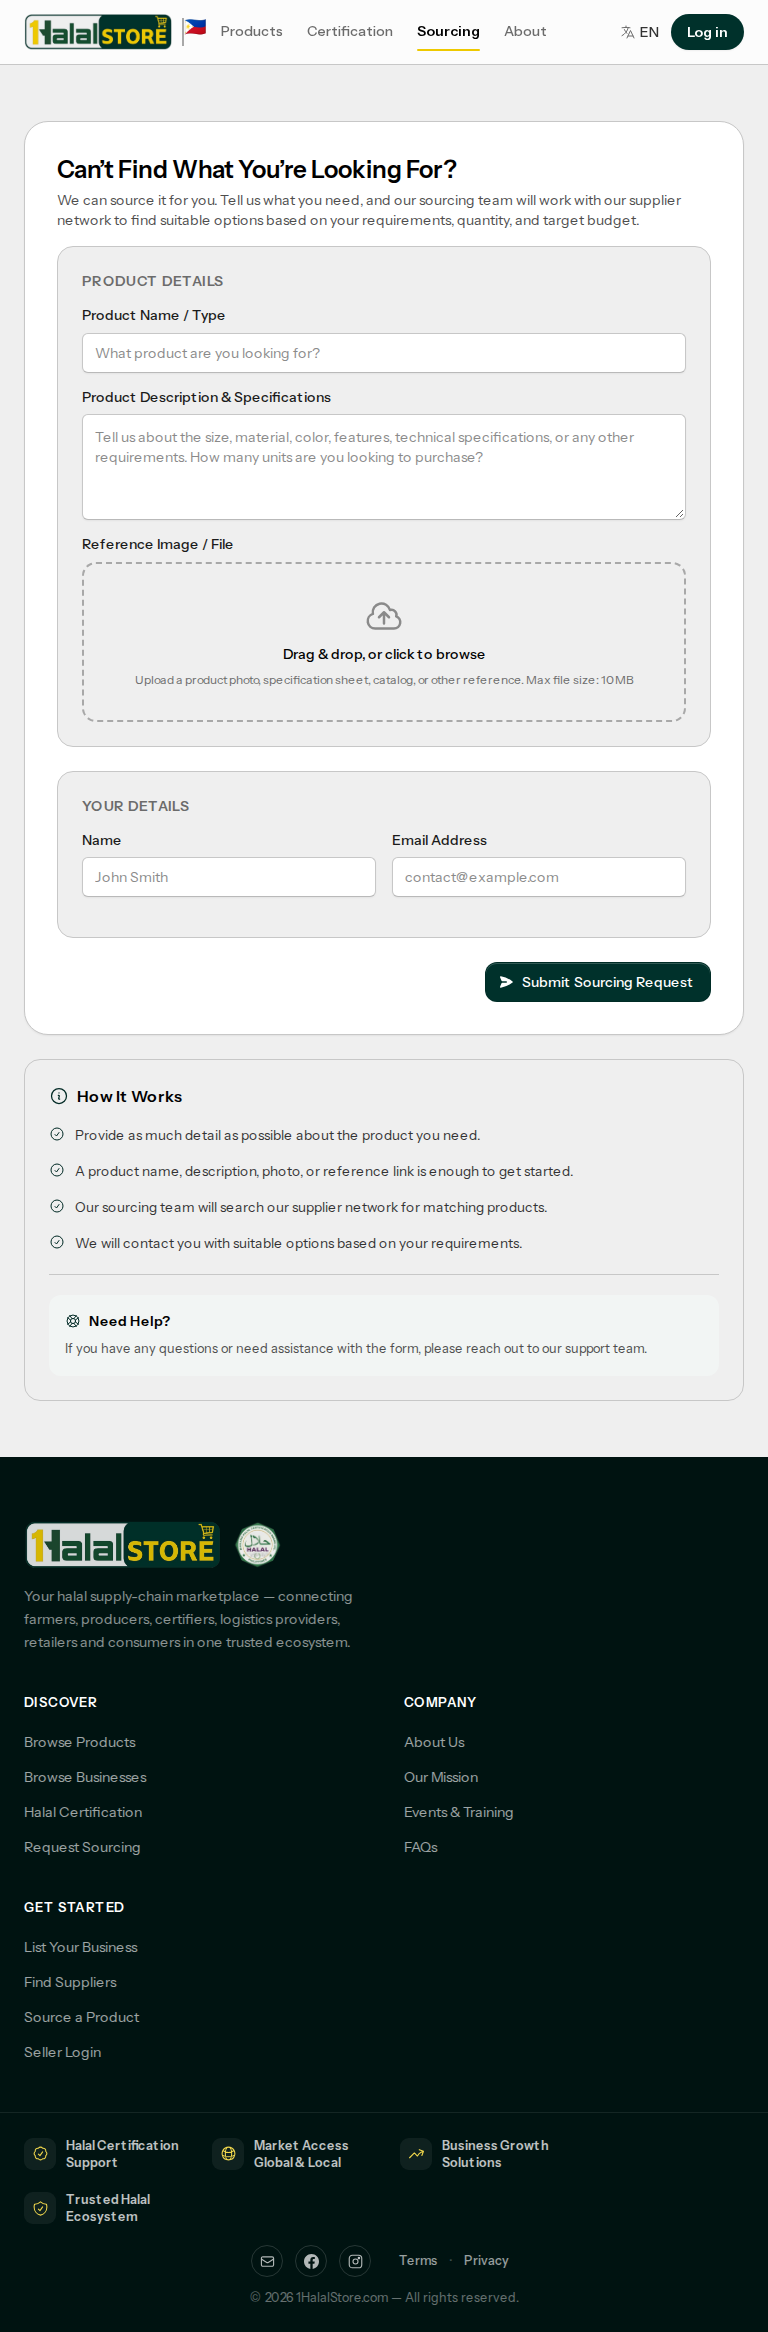 1Halal STORE
Products
Certification
Sourcing
About
EN
Log in
Can’t Find What You’re Looking For?
We can source it for you. Tell us what you need, and our sourcing team will work with our supplier
network to find suitable options based on your requirements, quantity, and target budget.
PRODUCT DETAILS
Product Name / Type
What product are you looking for?
Product Description & Specifications
Tell us about the size, material, color, features, technical specifications, or any other
requirements. How many units are you looking to purchase?
Reference Image / File
Drag & drop, or click to browse
Upload a product photo, specification sheet, catalog, or other reference. Max file size: 10 MB
YOUR DETAILS
Name
Email Address
John Smith
contact@example.com
Submit Sourcing Request
How It Works
Provide as much detail as possible about the product you need.
A product name, description, photo, or reference link is enough to get started.
Our sourcing team will search our supplier network for matching products.
We will contact you with suitable options based on your requirements.
Need Help?
If you have any questions or need assistance with the form, please reach out to our support team.
1Halal STORE
حلال
HALAL
Your halal supply-chain marketplace — connecting
farmers, producers, certifiers, logistics providers,
retailers and consumers in one trusted ecosystem.
DISCOVER
Browse Products
Browse Businesses
Halal Certification
Request Sourcing
COMPANY
About Us
Our Mission
Events & Training
FAQs
GET STARTED
List Your Business
Find Suppliers
Source a Product
Seller Login
Halal Certification
Support
Market Access
Global & Local
Business Growth
Solutions
Trusted Halal
Ecosystem
Terms · Privacy
© 2026 1HalalStore.com — All rights reserved.